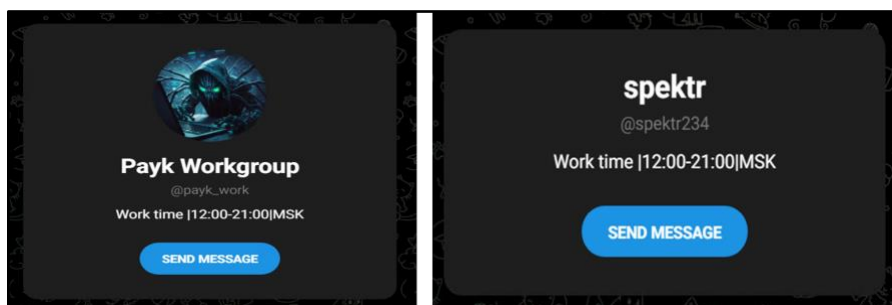 Payk Workgroup
@payk_work
Work time |12:00-21:00|MSK
SEND MESSAGE
spektr
@spektr234
Work time |12:00-21:00|MSK
SEND MESSAGE